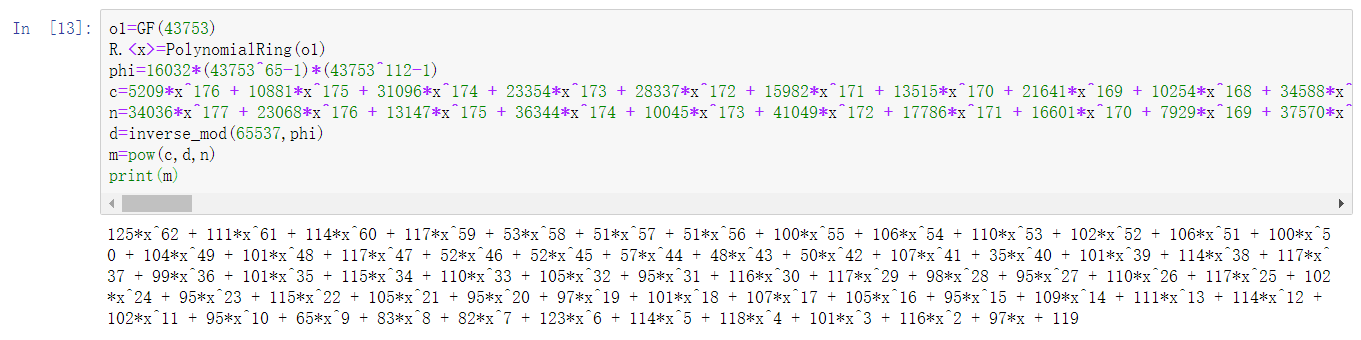 In [13]: o1=GF(43753)
R.<x>=PolynomialRing(o1)
phi=16032*(43753^65-1)*(43753^112-1)
c=5209*x^176 + 10881*x^175 + 31096*x^174 + 23354*x^173 + 28337*x^172 + 15982*x^171 + 13515*x^170 + 21641*x^169 + 10254*x^168 + 34588*x^
n=34036*x^177 + 23068*x^176 + 13147*x^175 + 36344*x^174 + 10045*x^173 + 41049*x^172 + 17786*x^171 + 16601*x^170 + 7929*x^169 + 37570*x^
d=inverse_mod(65537,phi)
m=pow(c,d,n)
print(m)
125*x^62 + 111*x^61 + 114*x^60 + 117*x^59 + 53*x^58 + 51*x^57 + 51*x^56 + 100*x^55 + 106*x^54 + 110*x^53 + 102*x^52 + 106*x^51 + 100*x^5
0 + 104*x^49 + 101*x^48 + 117*x^47 + 52*x^46 + 52*x^45 + 57*x^44 + 48*x^43 + 50*x^42 + 107*x^41 + 35*x^40 + 101*x^39 + 114*x^38 + 117*x^
37 + 99*x^36 + 101*x^35 + 115*x^34 + 110*x^33 + 105*x^32 + 95*x^31 + 116*x^30 + 117*x^29 + 98*x^28 + 95*x^27 + 110*x^26 + 117*x^25 + 102
*x^24 + 95*x^23 + 115*x^22 + 105*x^21 + 95*x^20 + 97*x^19 + 101*x^18 + 107*x^17 + 105*x^16 + 95*x^15 + 109*x^14 + 111*x^13 + 114*x^12 +
102*x^11 + 95*x^10 + 65*x^9 + 83*x^8 + 82*x^7 + 123*x^6 + 114*x^5 + 118*x^4 + 101*x^3 + 116*x^2 + 97*x + 119